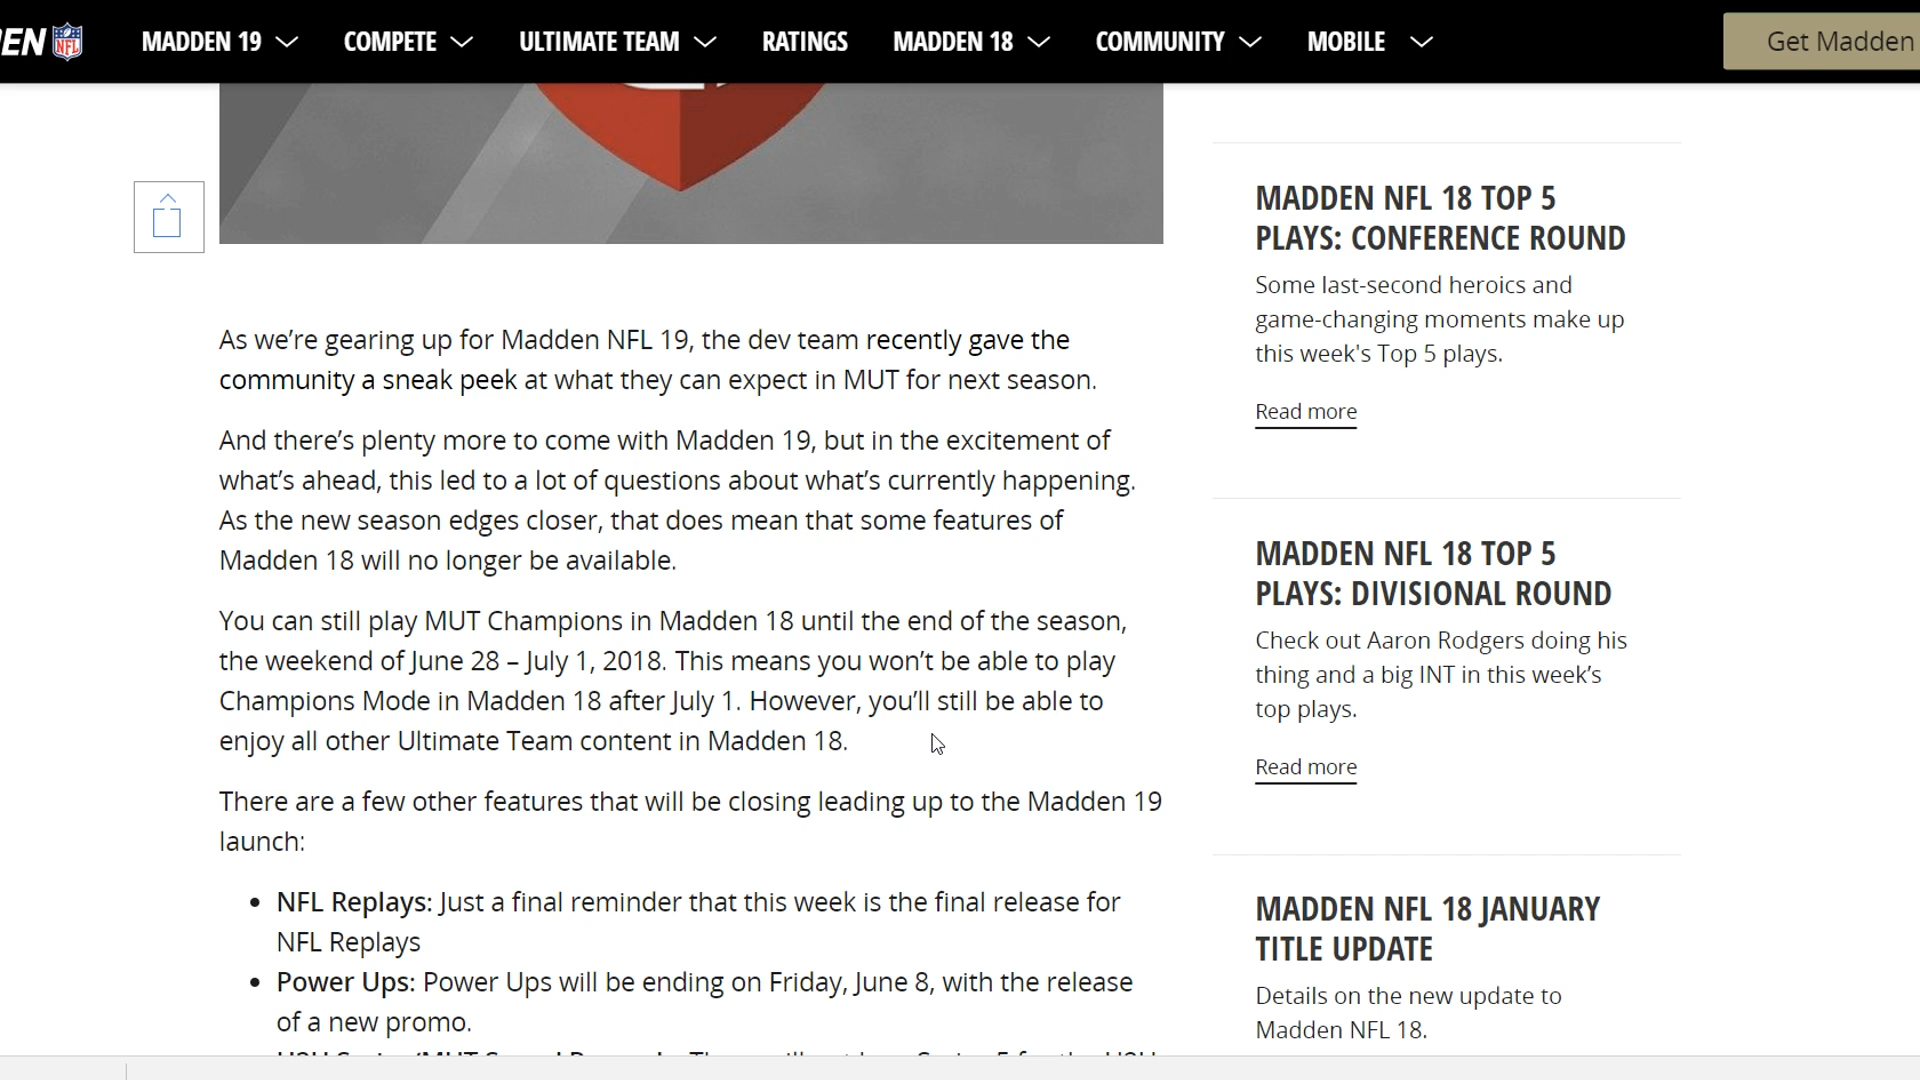 EN NFL MADDEN 19 COMPETE ULTIMATE TEAM RATINGS MADDEN 18 COMMUNITY MOBILE Get Madden
As we’re gearing up for Madden NFL 19, the dev team recently gave the
community a sneak peek at what they can expect in MUT for next season.
And there’s plenty more to come with Madden 19, but in the excitement of
what’s ahead, this led to a lot of questions about what’s currently happening.
As the new season edges closer, that does mean that some features of
Madden 18 will no longer be available.
You can still play MUT Champions in Madden 18 until the end of the season,
the weekend of June 28 – July 1, 2018. This means you won’t be able to play
Champions Mode in Madden 18 after July 1. However, you’ll still be able to
enjoy all other Ultimate Team content in Madden 18.
There are a few other features that will be closing leading up to the Madden 19
launch:
• NFL Replays: Just a final reminder that this week is the final release for
NFL Replays
• Power Ups: Power Ups will be ending on Friday, June 8, with the release
of a new promo.
MADDEN NFL 18 TOP 5
PLAYS: CONFERENCE ROUND
Some last-second heroics and
game-changing moments make up
this week's Top 5 plays.
Read more
MADDEN NFL 18 TOP 5
PLAYS: DIVISIONAL ROUND
Check out Aaron Rodgers doing his
thing and a big INT in this week’s
top plays.
Read more
MADDEN NFL 18 JANUARY
TITLE UPDATE
Details on the new update to
Madden NFL 18.